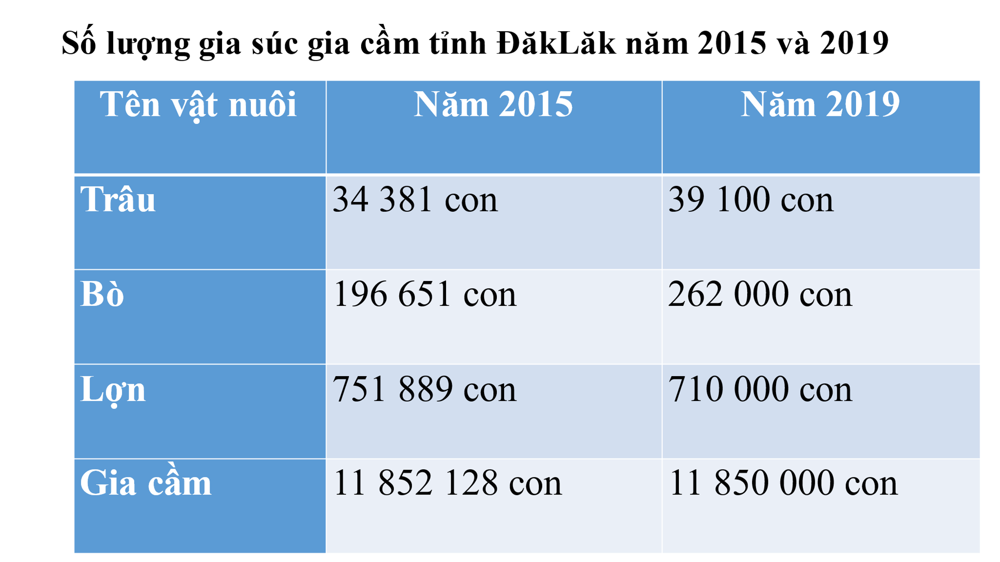 Số lượng gia súc gia cầm tỉnh ĐăkLăk năm 2015 và 2019
Tên vật nuôi Năm 2015 Năm 2019
Trâu 34 381 con 39 100 con
Bò 196 651 con 262 000 con
Lợn 751 889 con 710 000 con
Gia cầm 11 852 128 con 11 850 000 con